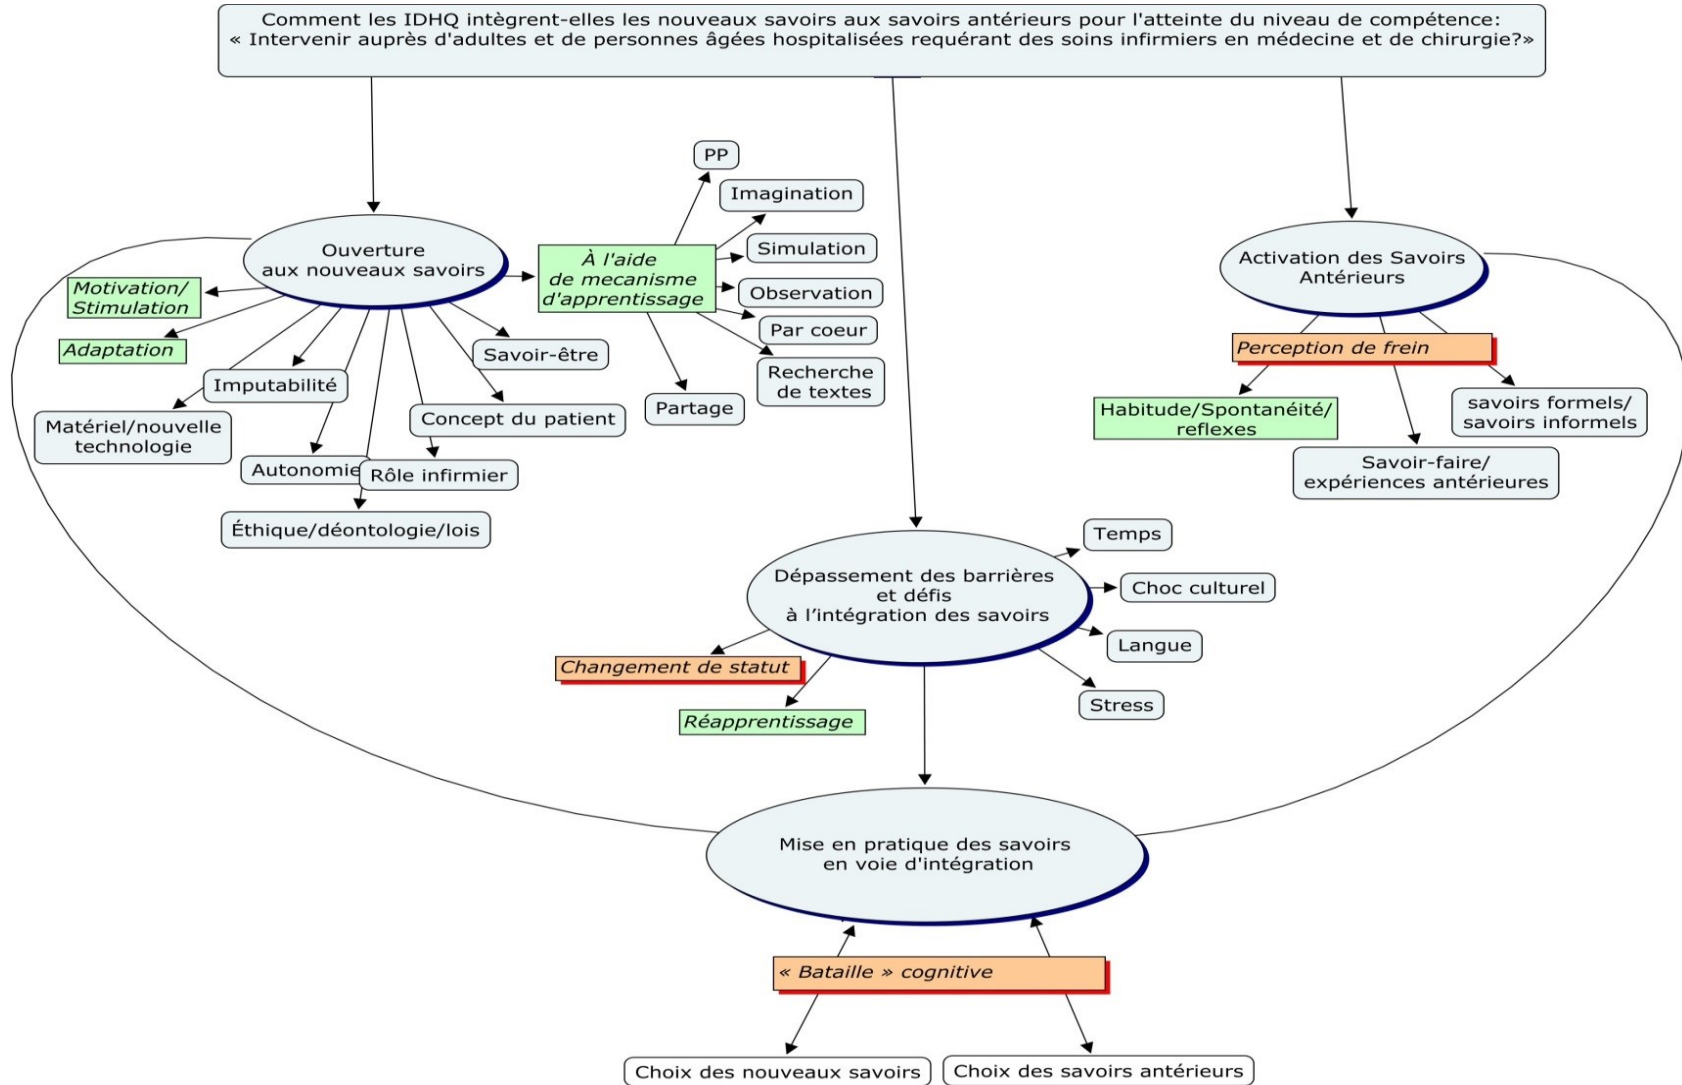 Comment les IDHQ intègrent-elles les nouveaux savoirs aux savoirs antérieurs pour l'atteinte du niveau de compétence:
« Intervenir auprès d'adultes et de personnes âgées hospitalisées requérant des soins infirmiers en médecine et de chirurgie?»
Ouverture
aux nouveaux savoirs
Motivation/
Stimulation
Adaptation
Matériel/nouvelle
technologie
Imputabilité
Autonomie
Éthique/déontologie/lois
Rôle infirmier
Concept du patient
Savoir-être
À l'aide
de mecanisme
d'apprentissage
PP
Imagination
Simulation
Observation
Par coeur
Recherche
de textes
Partage
Activation des Savoirs
Antérieurs
Perception de frein
Habitude/Spontanéité/
reflexes
Savoir-faire/
expériences antérieures
savoirs formels/
savoirs informels
Dépassement des barrières
et défis
à l’intégration des savoirs
Temps
Choc culturel
Langue
Stress
Changement de statut
Réapprentissage
Mise en pratique des savoirs
en voie d'intégration
« Bataille » cognitive
Choix des nouveaux savoirs
Choix des savoirs antérieurs